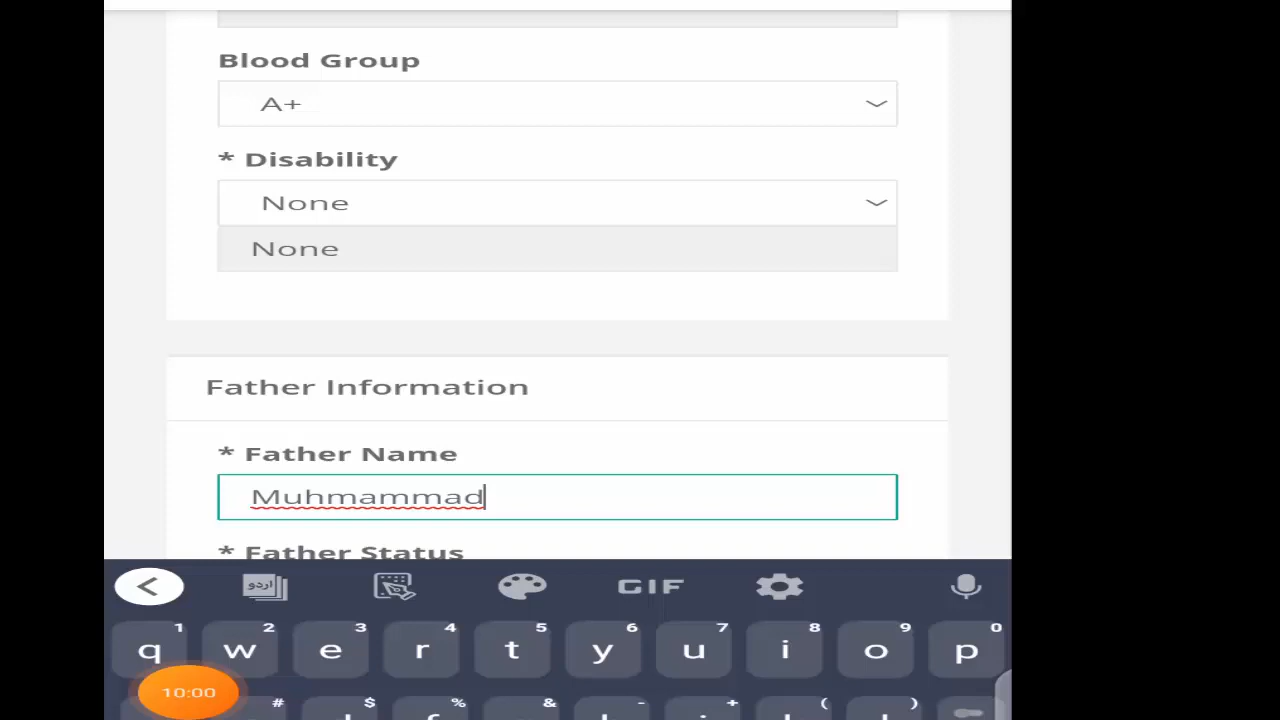 Blood Group
A+
* Disability
None
None
Father Information
* Father Name
Muhmammad
* Father Status
اردو GIF
1 2 3 4 5 6 7 8 9 0
q w e r t y u i o p
10:00
# $ % & - + ( )